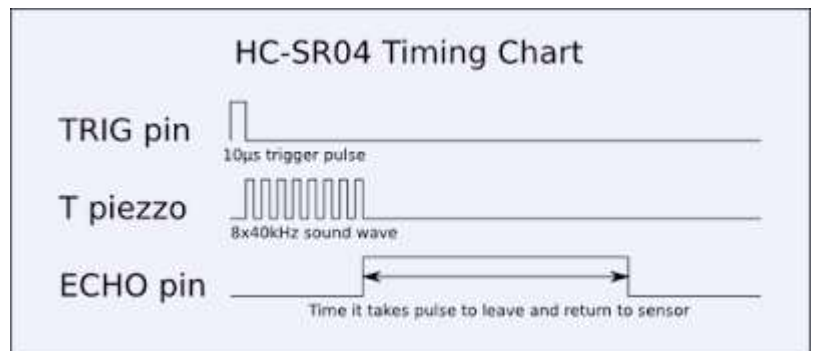 HC-SR04 Timing Chart
TRIG pin
10μs trigger pulse
T piezzo
8x40kHz sound wave
ECHO pin
Time it takes pulse to leave and return to sensor